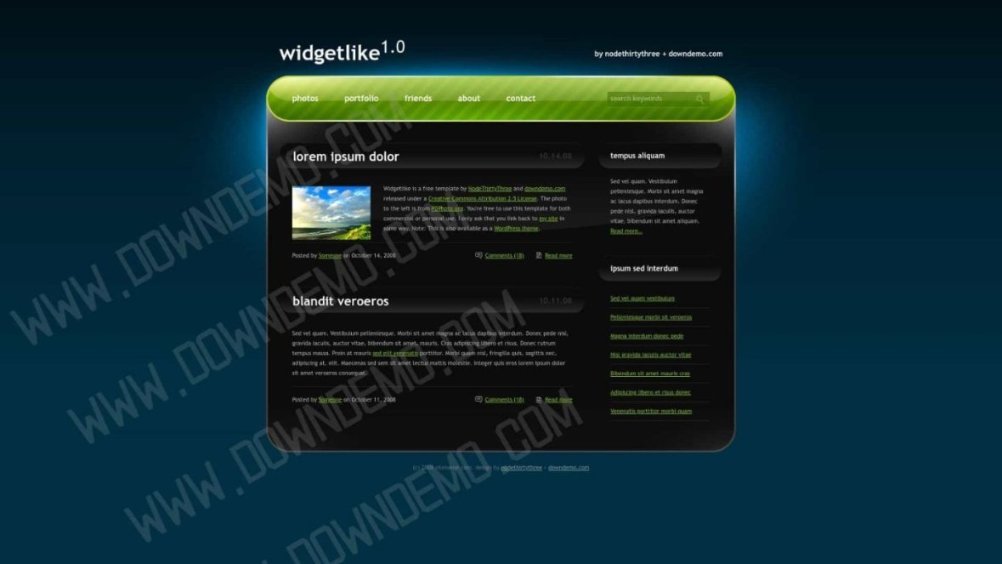 widgetlike1.0
by nodethirtythree + downdemo.com
photos portfolio friends about contact
search keywords
lorem ipsum dolor 10.14.08
Widgetlike is a free template by NodeThirtyThree and downdemo.com
released under a Creative Commons Attribution 2.5 License. The photo
to the left is from PDPhoto.org. You're free to use this template for both
commercial or personal use. I only ask that you link back to my site in
some way. Note: This is also available as a WordPress theme.
Posted by Someone on October 14, 2008 Comments (18) Read more
blandit veroeros 10.11.08
Sed vel quam. Vestibulum pellentesque. Morbi sit amet magna ac lacus dapibus interdum. Donec pede nisl,
gravida iaculis, auctor vitae, bibendum sit amet, mauris. Cras adipiscing libero et risus. Donec rutrum
tempus massa. Proin at mauris sed elit venenatis porttitor. Morbi quam nisl, fringilla quis, sagittis nec,
adipiscing at, elit. Maecenas sed sem sit amet lectus mattis molestie. Integer quis eros lorem ipsum dolor
sit amet veroeros consequat.
Posted by Someone on October 11, 2008 Comments (18) Read more
tempus aliquam
Sed vel quam. Vestibulum
pellentesque. Morbi sit amet magna
ac lacus dapibus interdum. Donec
pede nisl, gravida iaculis, auctor
vitae, bibendum sit amet aliquam.
Read more...
ipsum sed interdum
Sed vel quam vestibulum
Pellentesque morbi sit veroeros
Magna interdum donec pede
Nisl gravida iaculis auctor vitae
Bibendum sit amet mauris cras
Adipiscing libero et risus donec
Venenatis porttitor morbi quam
design by nodethirtythree + downdemo.com
WWW.DOWNDEMO.COM
WWW.DOWNDEMO.COM
WWW.DOWNDEMO.COM
WWW.DOWNDEMO.COM